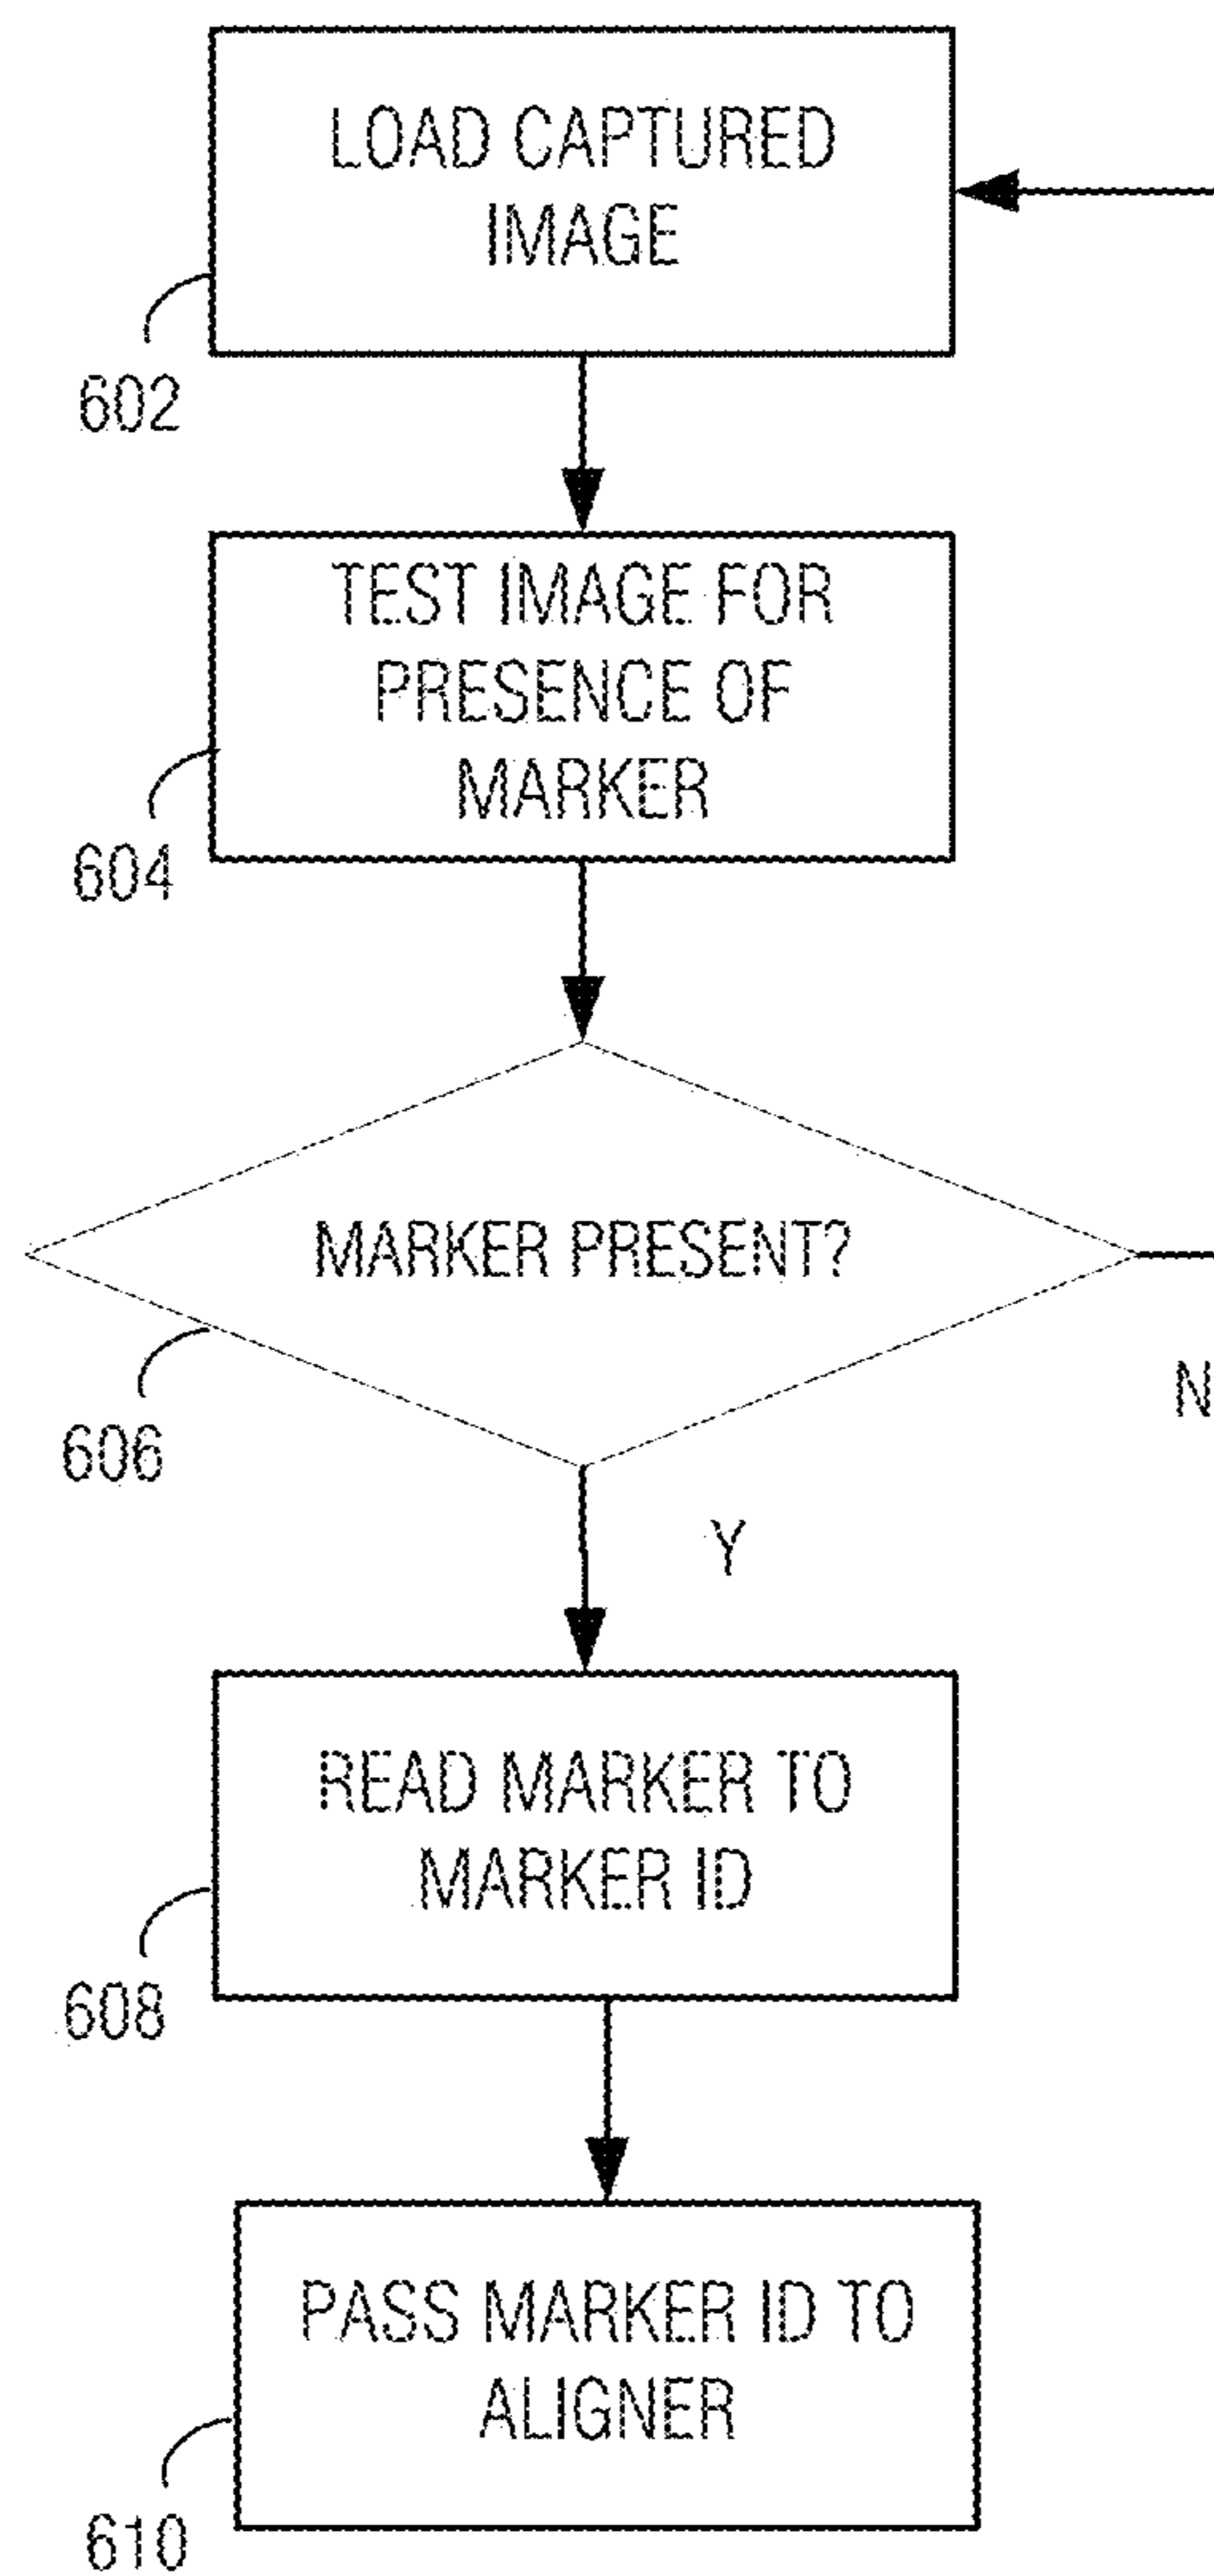 LOAD CAPTURED
IMAGE
602
TEST IMAGE FOR
PRESENCE OF
MARKER
604
MARKER PRESENT?
N
606
Y
READ MARKER TO
MARKER ID
608
PASS MARKER ID TO
ALIGNER
610